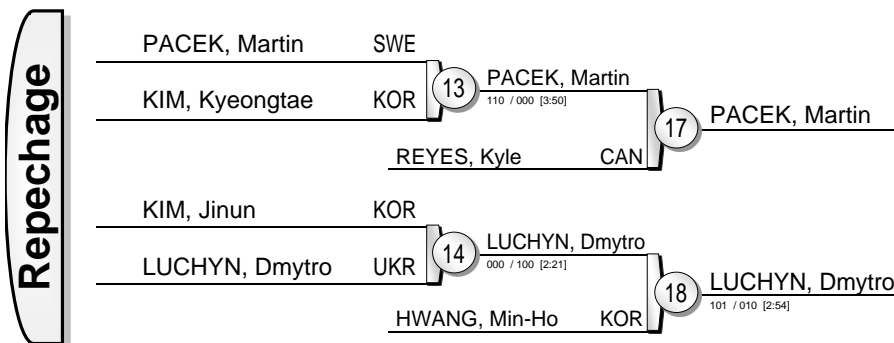 Repechage
PACEK, Martin SWE
KIM, Kyeongtae KOR
13
PACEK, Martin
110 / 000 [3:50]
REYES, Kyle CAN
17
PACEK, Martin
KIM, Jinun KOR
LUCHYN, Dmytro UKR
14
LUCHYN, Dmytro
000 / 100 [2:21]
HWANG, Min-Ho KOR
18
LUCHYN, Dmytro
101 / 010 [2:54]